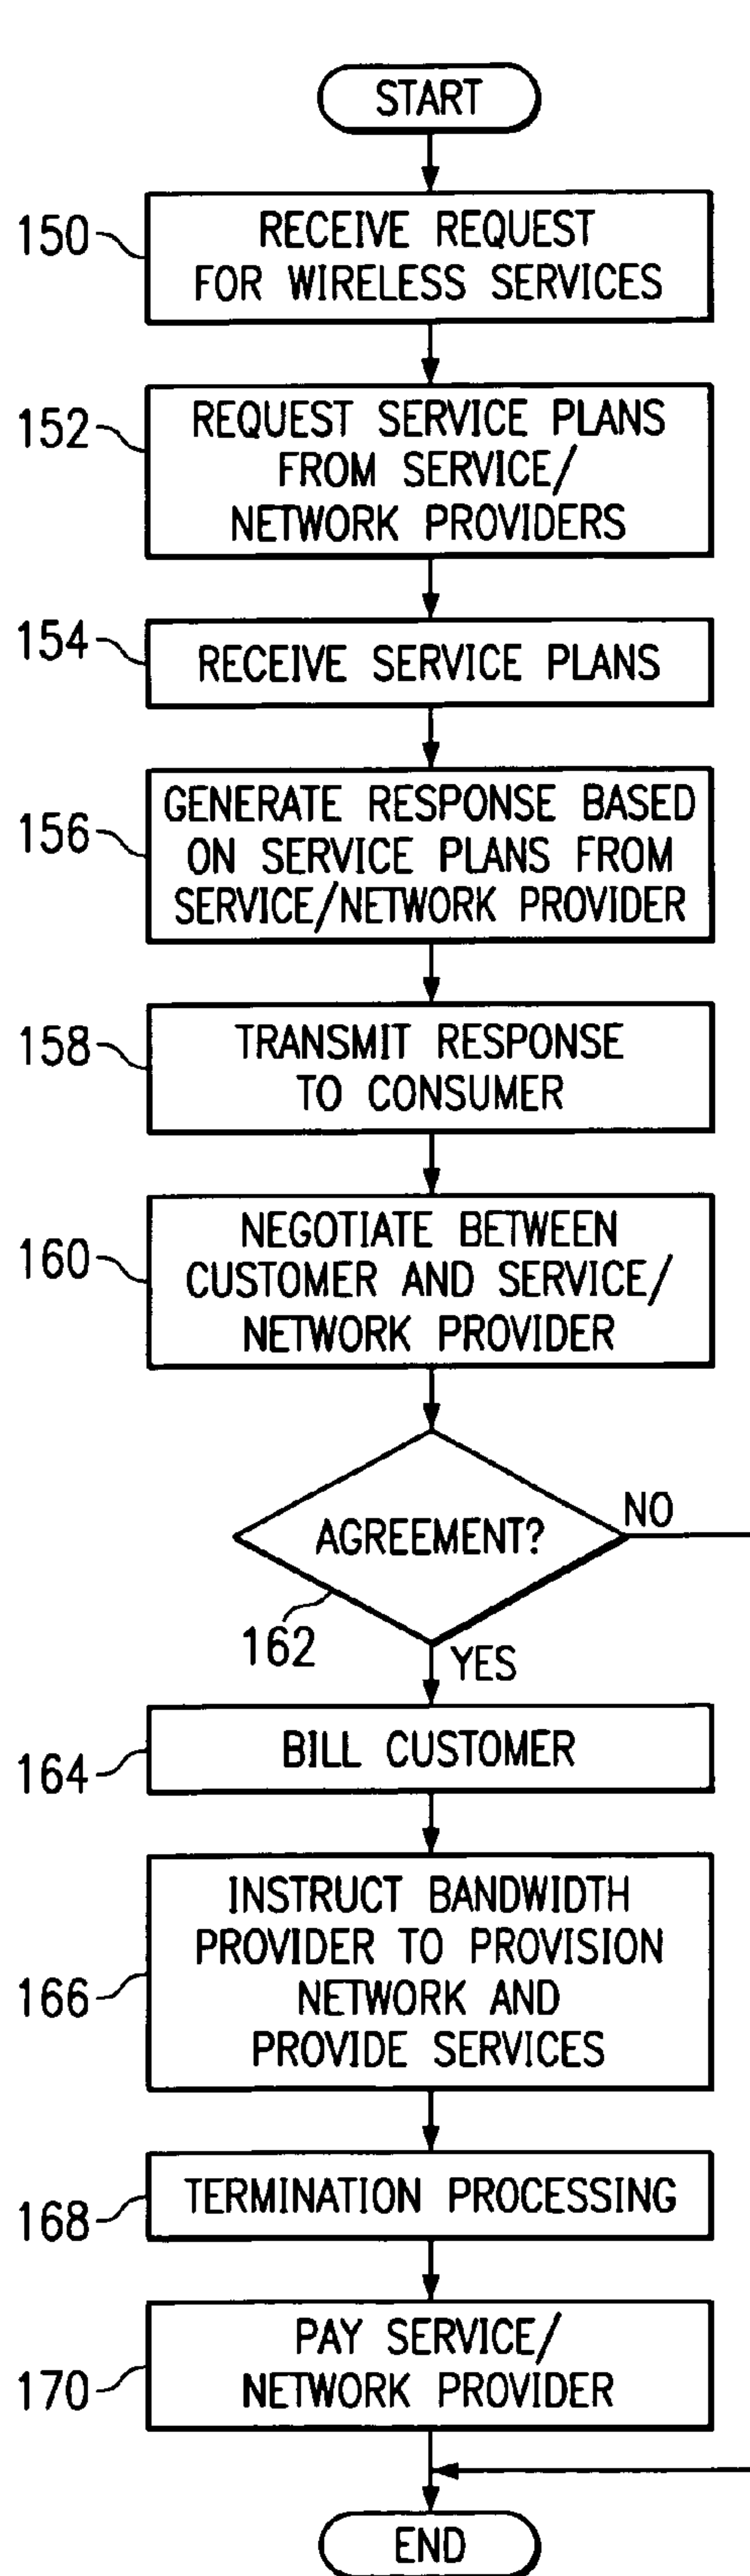 START
150
RECEIVE REQUEST
FOR WIRELESS SERVICES
152
REQUEST SERVICE PLANS
FROM SERVICE/
NETWORK PROVIDERS
154
RECEIVE SERVICE PLANS
156
GENERATE RESPONSE BASED
ON SERVICE PLANS FROM
SERVICE/NETWORK PROVIDER
158
TRANSMIT RESPONSE
TO CONSUMER
160
NEGOTIATE BETWEEN
CUSTOMER AND SERVICE/
NETWORK PROVIDER
AGREEMENT?
NO
162
YES
164
BILL CUSTOMER
166
INSTRUCT BANDWIDTH
PROVIDER TO PROVISION
NETWORK AND
PROVIDE SERVICES
168
TERMINATION PROCESSING
170
PAY SERVICE/
NETWORK PROVIDER
END